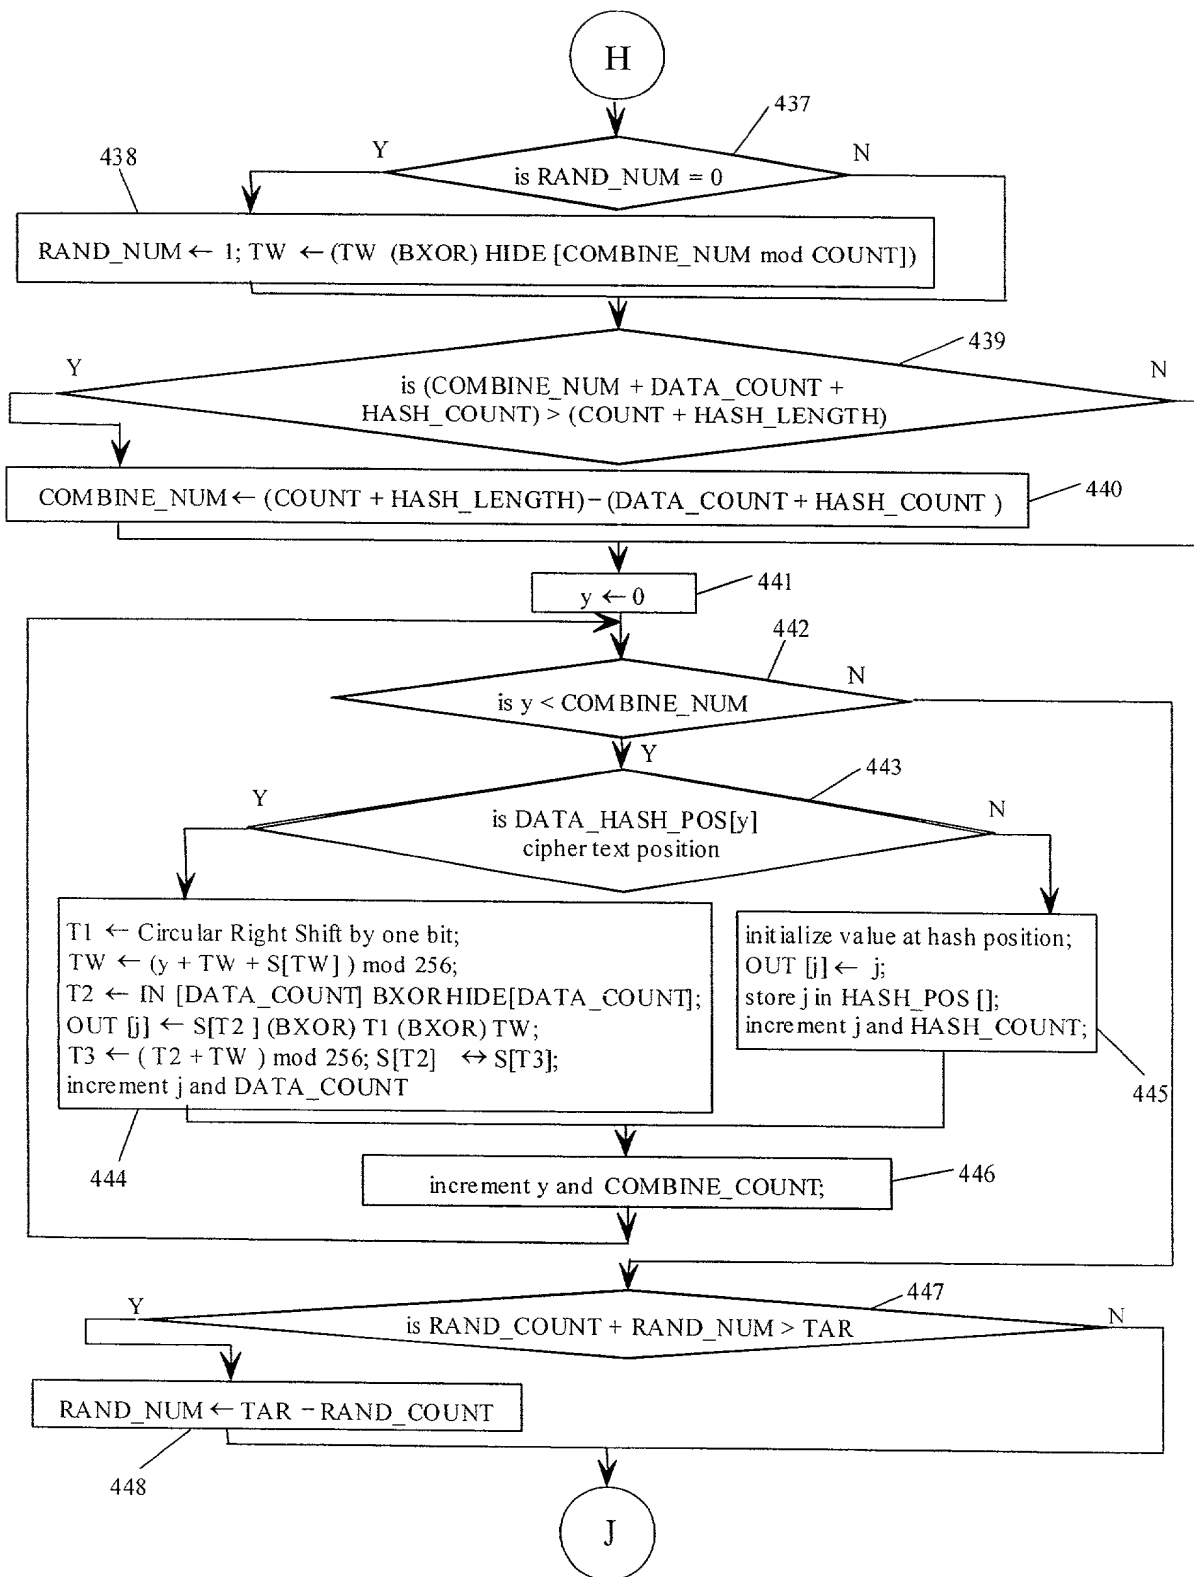 H
437
Y
N
438
is RAND_NUM = 0
RAND_NUM ← 1; TW ← (TW (BXOR) HIDE [COMBINE_NUM mod COUNT])
439
Y
N
is (COMBINE_NUM + DATA_COUNT +
HASH_COUNT) > (COUNT + HASH_LENGTH)
COMBINE_NUM ← (COUNT + HASH_LENGTH) − (DATA_COUNT + HASH_COUNT )
440
441
y ← 0
442
N
is y < COMBINE_NUM
Y
443
Y
N
is DATA_HASH_POS[y]
cipher text position
T1 ← Circular Right Shift by one bit;
TW ← (y + TW + S[TW] ) mod 256;
T2 ← IN [DATA_COUNT] BXORHIDE[DATA_COUNT];
OUT [j] ← S[T2 ] (BXOR) T1 (BXOR) TW;
T3 ← ( T2 + TW ) mod 256; S[T2] ↔ S[T3];
increment j and DATA_COUNT
initialize value at hash position;
OUT [j] ← j;
store j in HASH_POS [];
increment j and HASH_COUNT;
445
444
446
increment y and COMBINE_COUNT;
447
Y
N
is RAND_COUNT + RAND_NUM > TAR
RAND_NUM ← TAR − RAND_COUNT
448
J